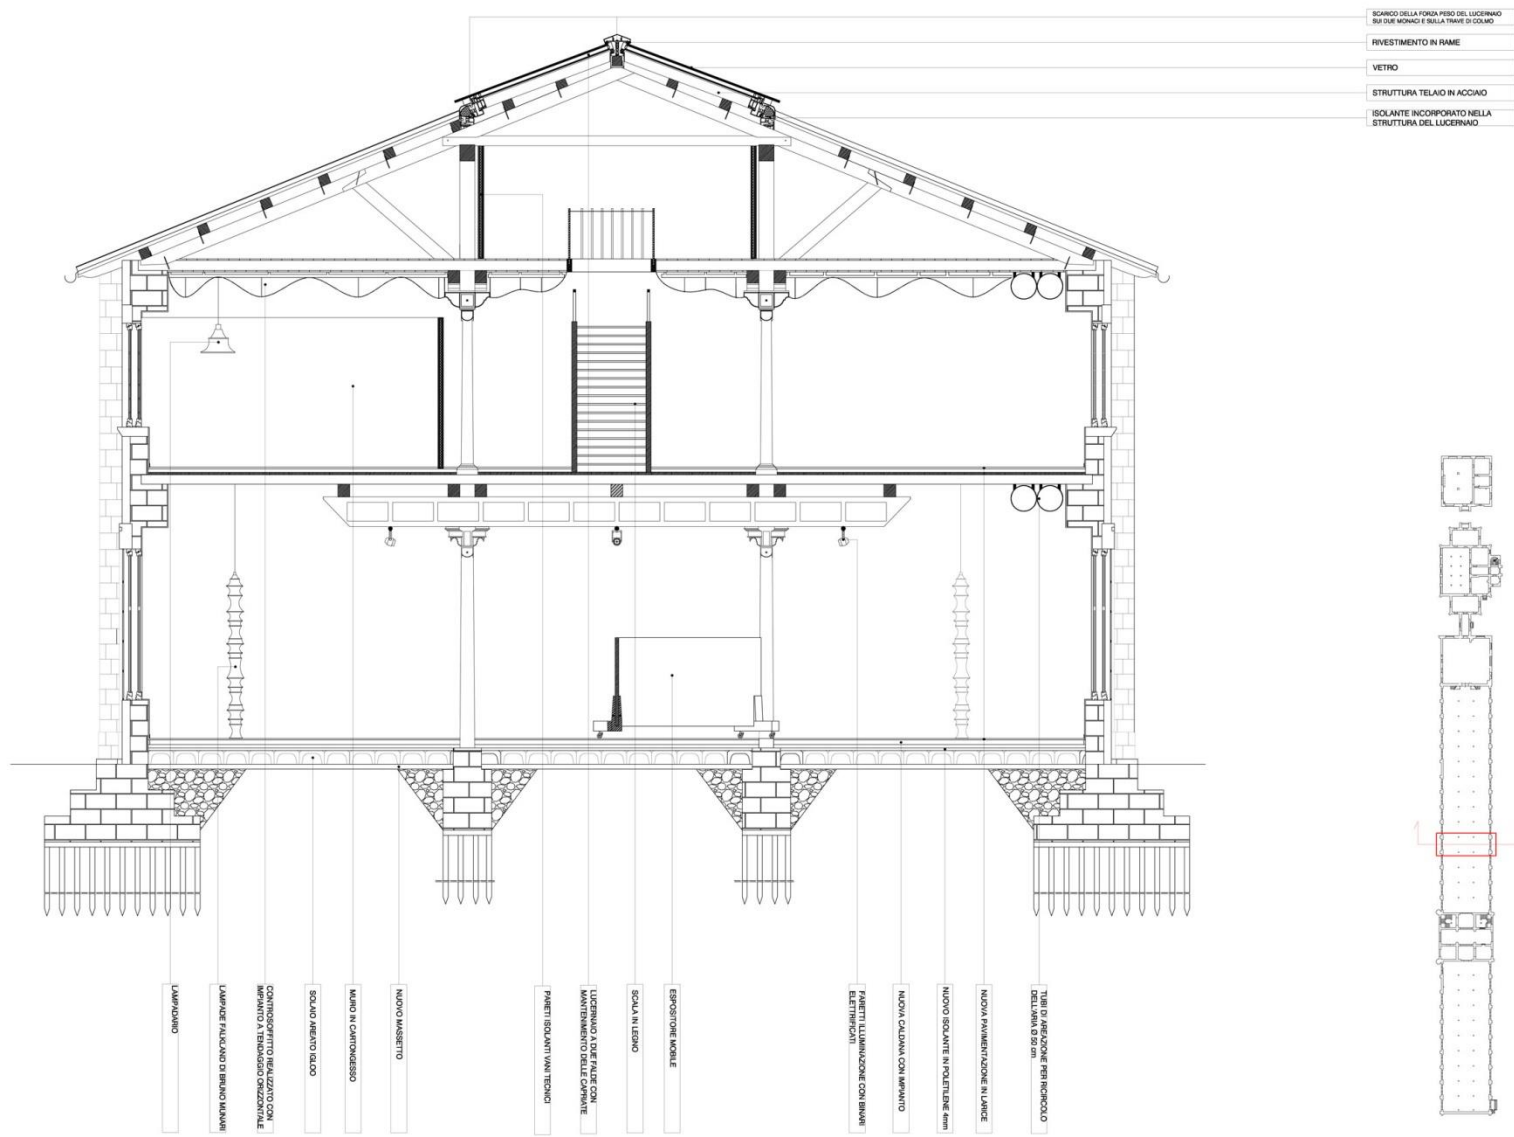 SCARICO DELLA FORZA PESO DEL LUCERNAIO
SUI DUE MONACI E SULLA TRAVE DI COLMO
RIVESTIMENTO IN RAME
VETRO
STRUTTURA TELAIO IN ACCIAIO
ISOLANTE INCORPORATO NELLA
STRUTTURA DEL LUCERNAIO
LAMPADARIO
LAMPADE FALKLAND DI BRUNO MUNARI
CONTROSOFFITTO REALIZZATO CON
IMPIANTO A TENDAGGIO ORIZZONTALE
SOLAIO AREATO IGLOO
MURO IN CARTONGESSO
NUOVO MASSETTO
PARETI ISOLANTI VANI TECNICI
LUCERNAIO A DUE FALDE CON
MANTENIMENTO DELLE CAPRIATE
SCALA IN LEGNO
ESPOSITORE MOBILE
FARETTI ILLUMINAZIONE CON BINARI
ELETTRIFICATI
NUOVA CALDANA CON IMPIANTO
NUOVO ISOLANTE IN POLETILENE 4mm
NUOVA PAVIMENTAZIONE IN LARICE
TUBI DI AREAZIONE PER RICIRCOLO
DELL'ARIA Ø 50 cm